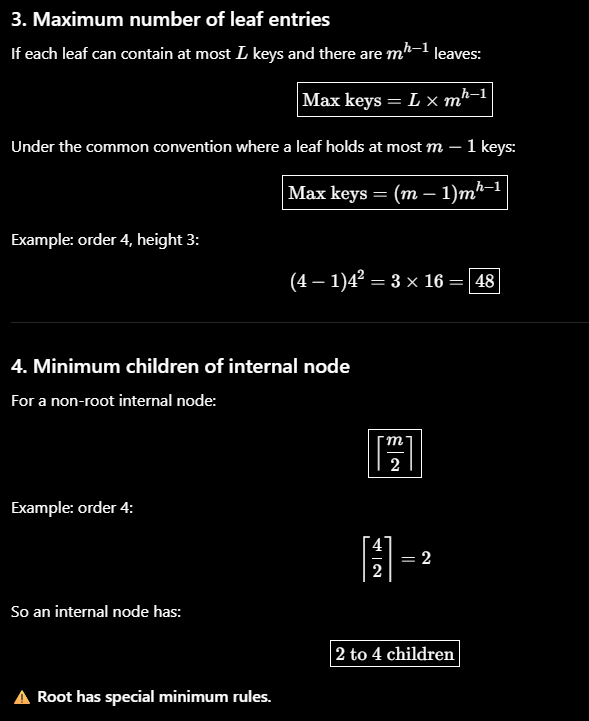 3. Maximum number of leaf entries
If each leaf can contain at most L keys and there are m^{h−1} leaves:
Max keys = L × m^{h−1}
Under the common convention where a leaf holds at most m − 1 keys:
Max keys = (m − 1)m^{h−1}
Example: order 4, height 3:
(4 − 1)4² = 3 × 16 = 48
4. Minimum children of internal node
For a non-root internal node:
⌈m/2⌉
Example: order 4:
⌈4/2⌉ = 2
So an internal node has:
2 to 4 children
⚠ Root has special minimum rules.